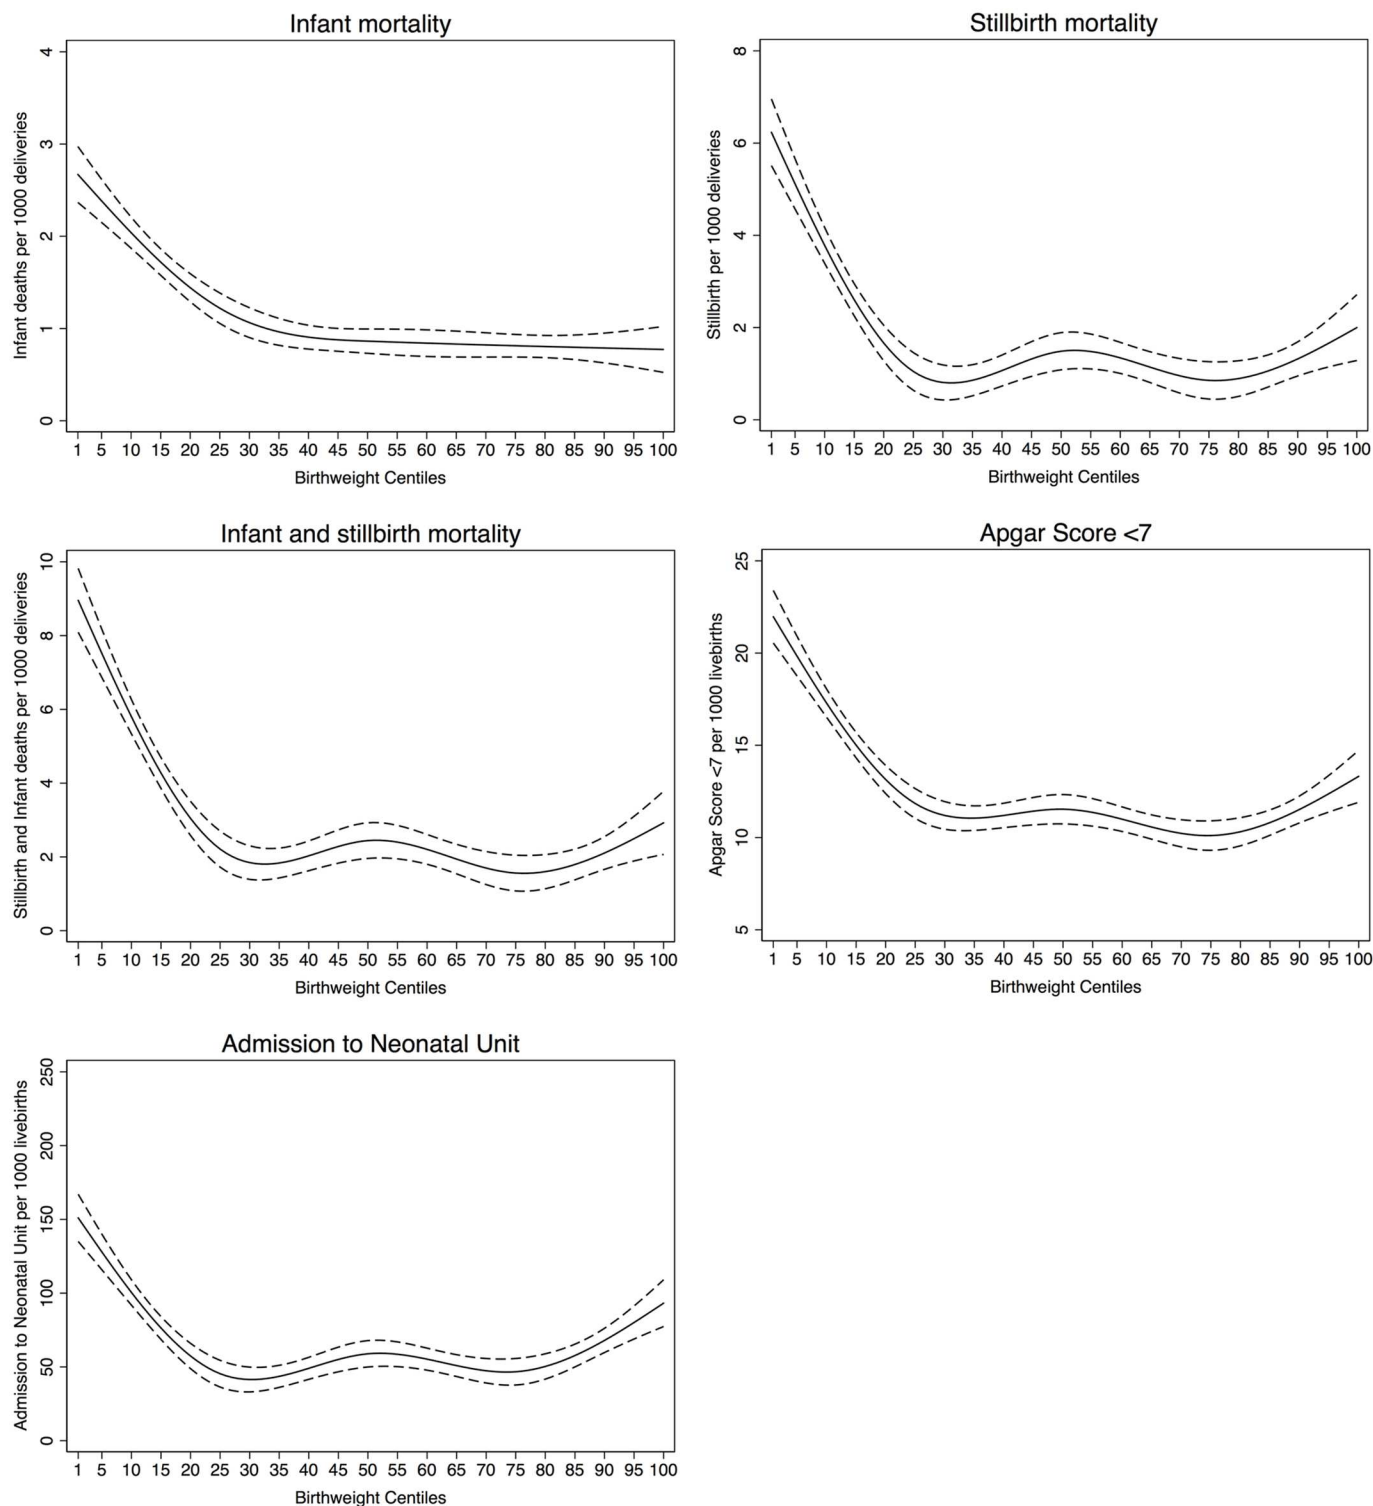 Infant mortality
Infant deaths per 1000 deliveries
4
3
2
1
0
1 5 10 15 20 25 30 35 40 45 50 55 60 65 70 75 80 85 90 95 100
Birthweight Centiles
Stillbirth mortality
Stillbirth per 1000 deliveries
8
6
4
2
0
1 5 10 15 20 25 30 35 40 45 50 55 60 65 70 75 80 85 90 95 100
Birthweight Centiles
Infant and stillbirth mortality
Stillbirth and Infant deaths per 1000 deliveries
10
8
6
4
2
0
1 5 10 15 20 25 30 35 40 45 50 55 60 65 70 75 80 85 90 95 100
Birthweight Centiles
Apgar Score <7
Apgar Score <7 per 1000 livebirths
25
20
15
10
5
1 5 10 15 20 25 30 35 40 45 50 55 60 65 70 75 80 85 90 95 100
Birthweight Centiles
Admission to Neonatal Unit
Admission to Neonatal Unit per 1000 livebirths
250
200
150
100
50
0
1 5 10 15 20 25 30 35 40 45 50 55 60 65 70 75 80 85 90 95 100
Birthweight Centiles